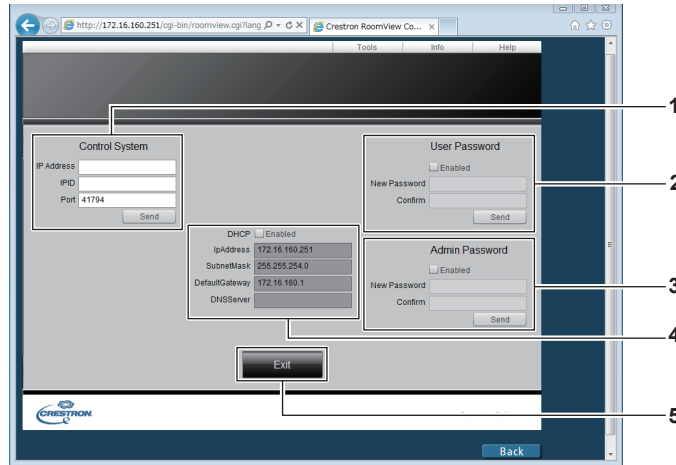 http://172.16.160.251/cgi-bin/roomview.cgi?lang
Crestron RoomView Co...
Tools Info Help
1
Control System
IP Address
IPID
Port 41794
Send
User Password
Enabled
New Password
Confirm
Send
2
DHCP Enabled
IpAddress 172.16.160.251
SubnetMask 255.255.254.0
DefaultGateway 172.16.160.1
DNSServer
Admin Password
Enabled
New Password
Confirm
Send
3
4
Exit
CRESTRON
5
Back